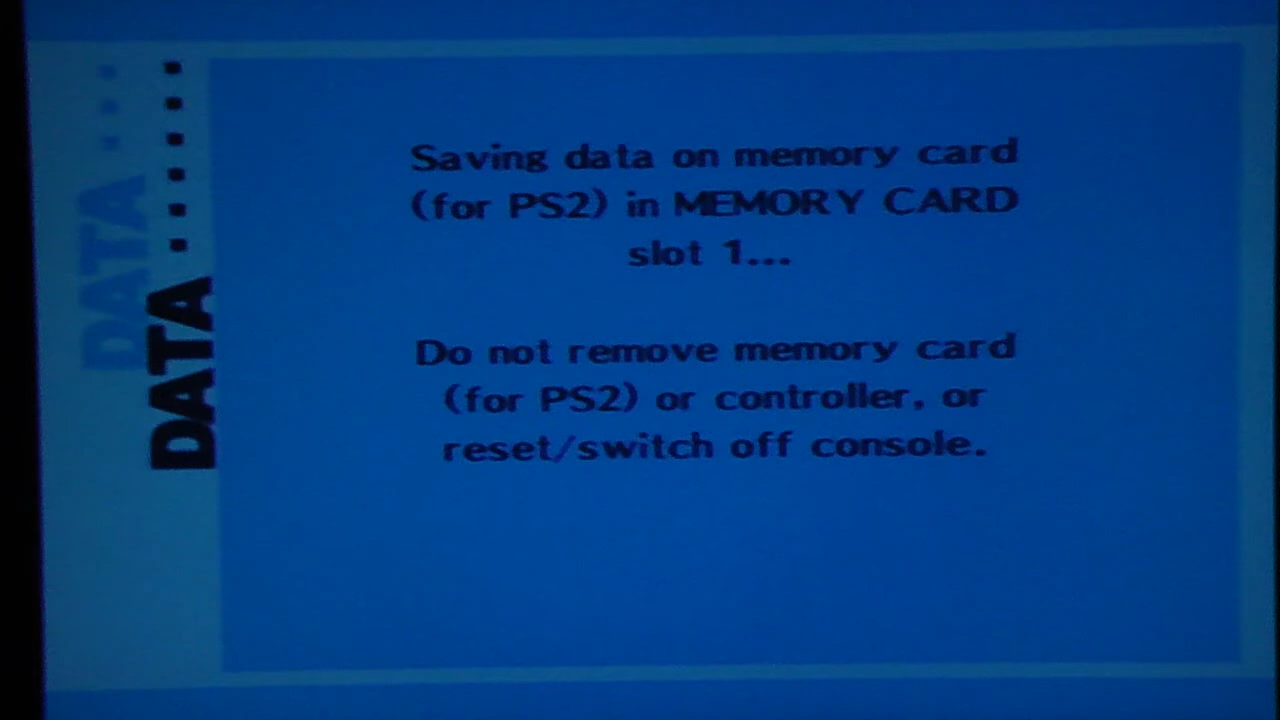 DATA ......
DATA ...
Saving data on memory card
(for PS2) in MEMORY CARD
slot 1...
Do not remove memory card
(for PS2) or controller, or
reset/switch off console.